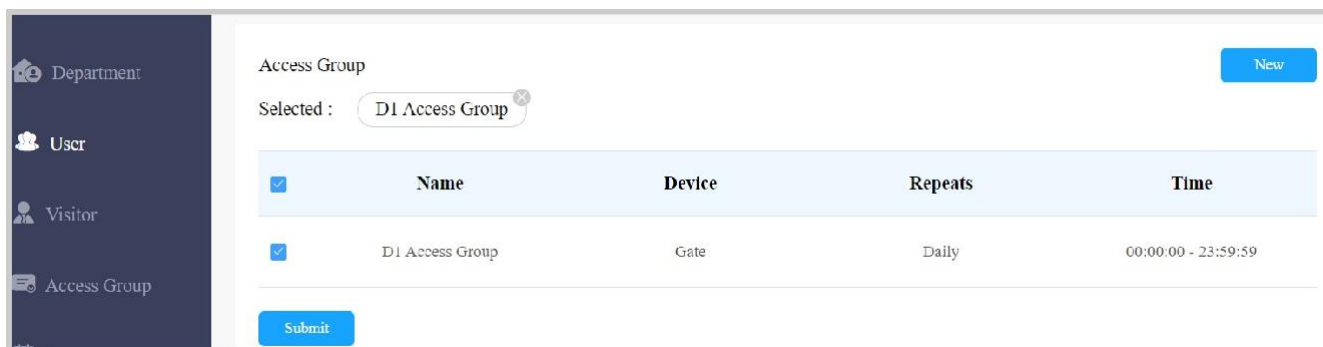 Department
User
Visitor
Access Group
Access Group
New
Selected : D1 Access Group
Name Device Repeats Time
D1 Access Group Gate Daily 00:00:00 - 23:59:59
Submit